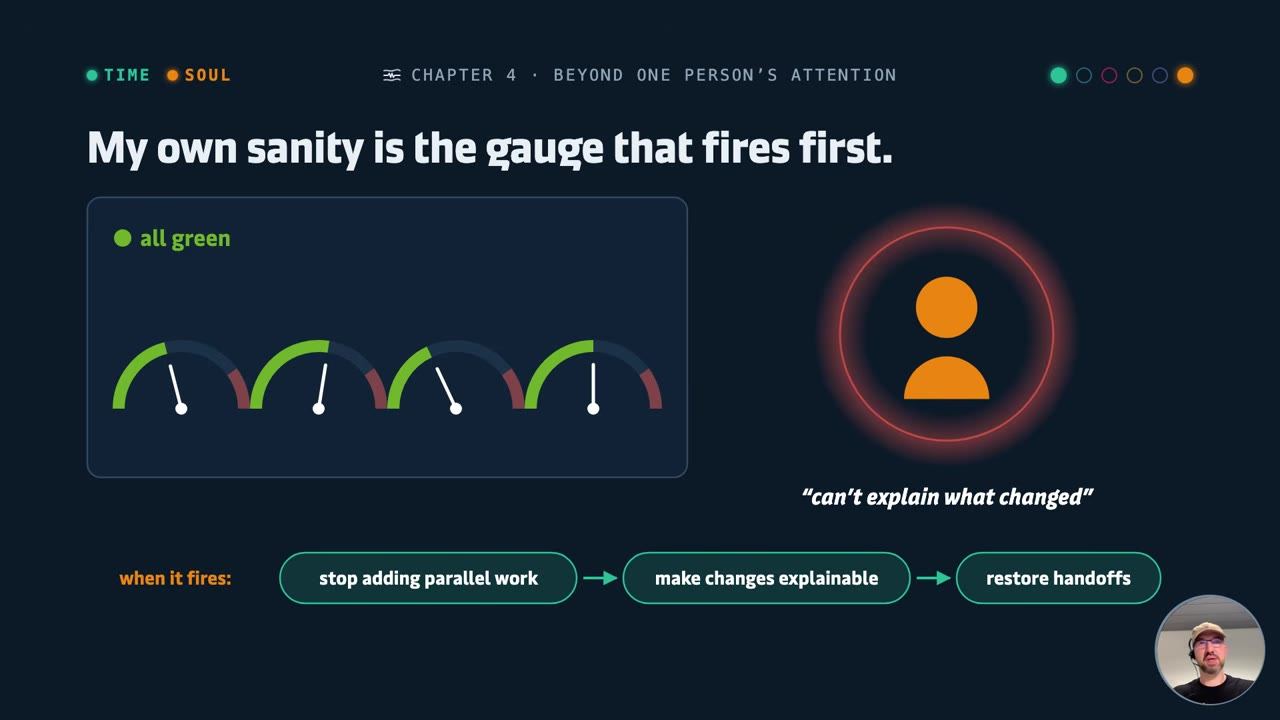 TIME SOUL CHAPTER 4 · BEYOND ONE PERSON’S ATTENTION
My own sanity is the gauge that fires first.
all green
“can’t explain what changed”
when it fires: stop adding parallel work make changes explainable restore handoffs